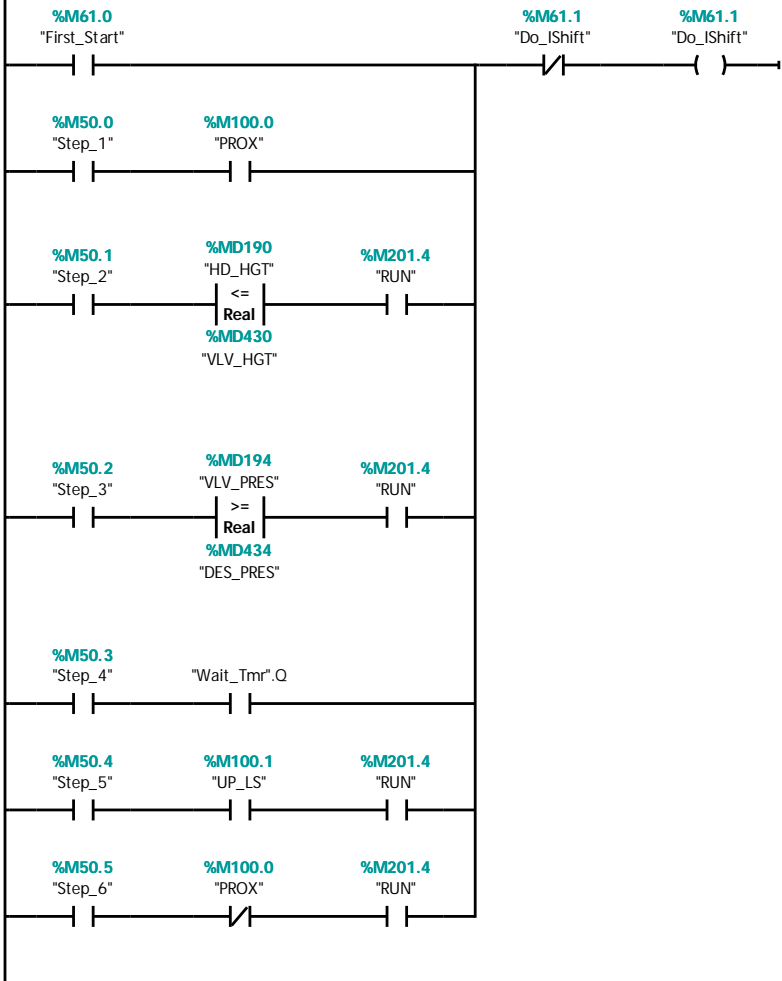 %M61.0
"First_Start"
%M61.1
"Do_IShift"
%M61.1
"Do_IShift"
%M50.0
"Step_1"
%M100.0
"PROX"
%M50.1
"Step_2"
%MD190
"HD_HGT"
<=
Real
%MD430
"VLV_HGT"
%M201.4
"RUN"
%M50.2
"Step_3"
%MD194
"VLV_PRES"
>=
Real
%MD434
"DES_PRES"
%M201.4
"RUN"
%M50.3
"Step_4"
"Wait_Tmr".Q
%M50.4
"Step_5"
%M100.1
"UP_LS"
%M201.4
"RUN"
%M50.5
"Step_6"
%M100.0
"PROX"
%M201.4
"RUN"